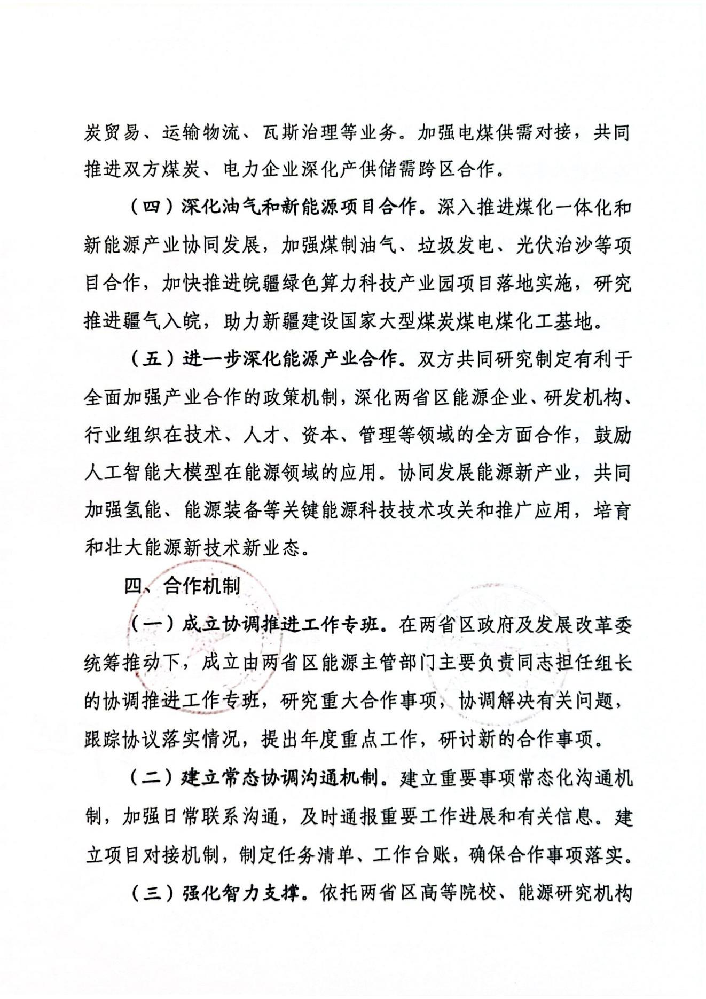 炭贸易、运输物流、瓦斯治理等业务。加强电煤供需对接，共同
推进双方煤炭、电力企业深化产供储需跨区合作。
（四）深化油气和新能源项目合作。深入推进煤化一体化和
新能源产业协同发展，加强煤制油气、垃圾发电、光伏治沙等项
目合作，加快推进皖疆绿色算力科技产业园项目落地实施，研究
推进疆气入皖，助力新疆建设国家大型煤炭煤电煤化工基地。
（五）进一步深化能源产业合作。双方共同研究制定有利于
全面加强产业合作的政策机制，深化两省区能源企业、研发机构、
行业组织在技术、人才、资本、管理等领域的全方面合作，鼓励
人工智能大模型在能源领域的应用。协同发展能源新产业，共同
加强氢能、能源装备等关键能源科技技术攻关和推广应用，培育
和壮大能源新技术新业态。
四、合作机制
（一）成立协调推进工作专班。在两省区政府及发展改革委
统筹推动下，成立由两省区能源主管部门主要负责同志担任组长
的协调推进工作专班，研究重大合作事项，协调解决有关问题，
跟踪协议落实情况，提出年度重点工作，研讨新的合作事项。
（二）建立常态协调沟通机制。建立重要事项常态化沟通机
制，加强日常联系沟通，及时通报重要工作进展和有关信息。建
立项目对接机制，制定任务清单、工作台账，确保合作事项落实。
（三）强化智力支撑。依托两省区高等院校、能源研究机构